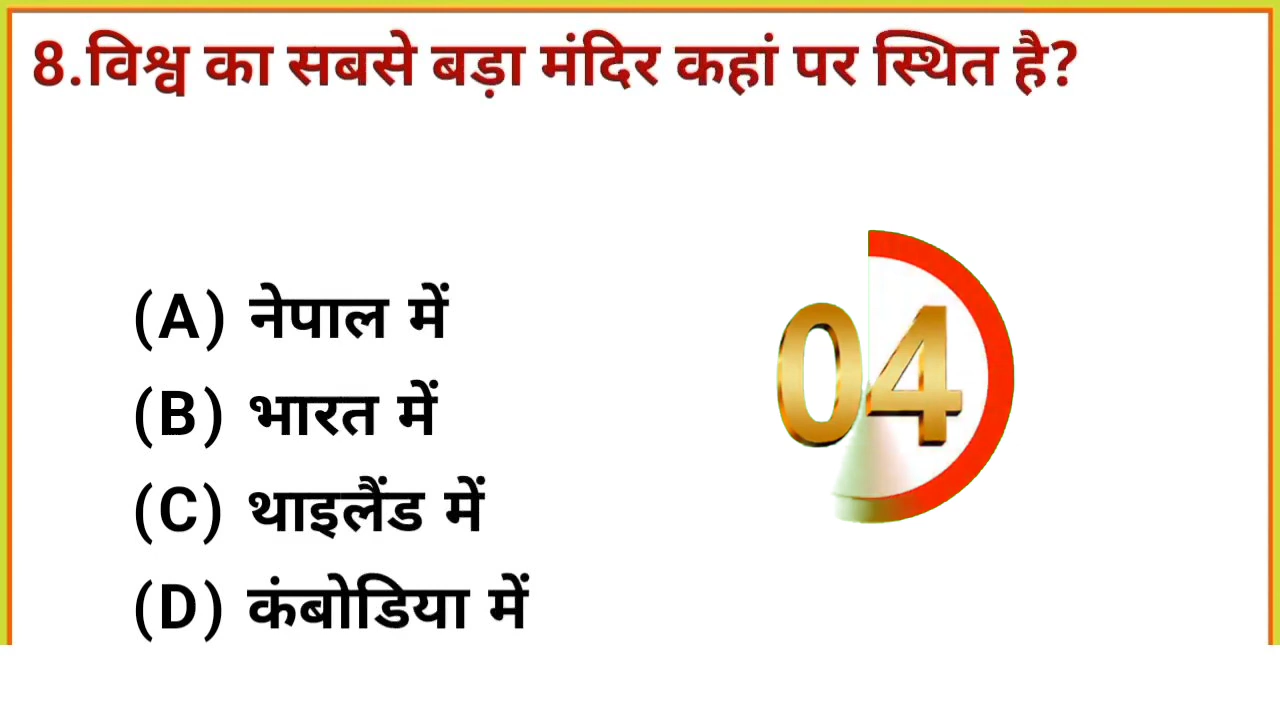 8.विश्व का सबसे बड़ा मंदिर कहां पर स्थित है?
(A) नेपाल में
04
(B) भारत में
(C) थाइलैंड में
(D) कंबोडिया में